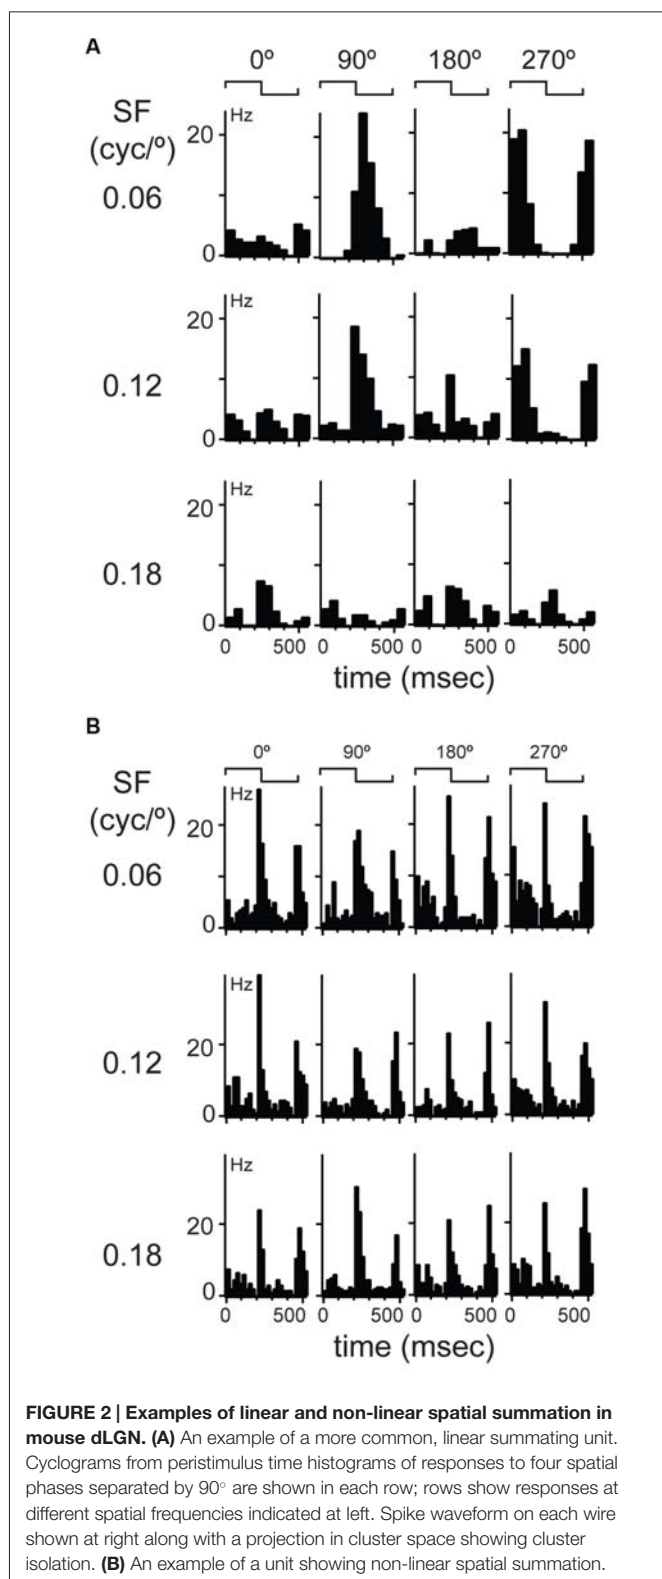 A
0º 90º 180º 270º
SF
(cyc/º)
Hz
20
0.06
0
Hz
20
0.12
0
Hz
20
0.18
0
0 500 0 500 0 500 0 500
time (msec)
B
0º 90º 180º 270º
SF
(cyc/º)
Hz
20
0.06
0
Hz
20
0.12
0
Hz
20
0.18
0
0 500 0 500 0 500 0 500
time (msec)
FIGURE 2 | Examples of linear and non-linear spatial summation in
mouse dLGN. (A) An example of a more common, linear summating unit.
Cyclograms from peristimulus time histograms of responses to four spatial
phases separated by 90° are shown in each row; rows show responses at
different spatial frequencies indicated at left. Spike waveform on each wire
shown at right along with a projection in cluster space showing cluster
isolation. (B) An example of a unit showing non-linear spatial summation.